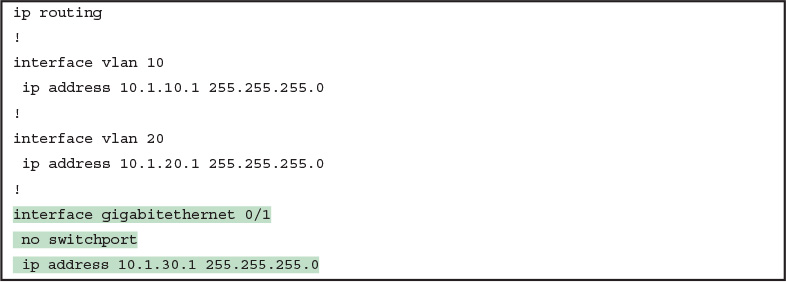 ip routing
!
interface vlan 10
 ip address 10.1.10.1 255.255.255.0
!
interface vlan 20
 ip address 10.1.20.1 255.255.255.0
!
interface gigabitethernet 0/1
 no switchport
 ip address 10.1.30.1 255.255.255.0